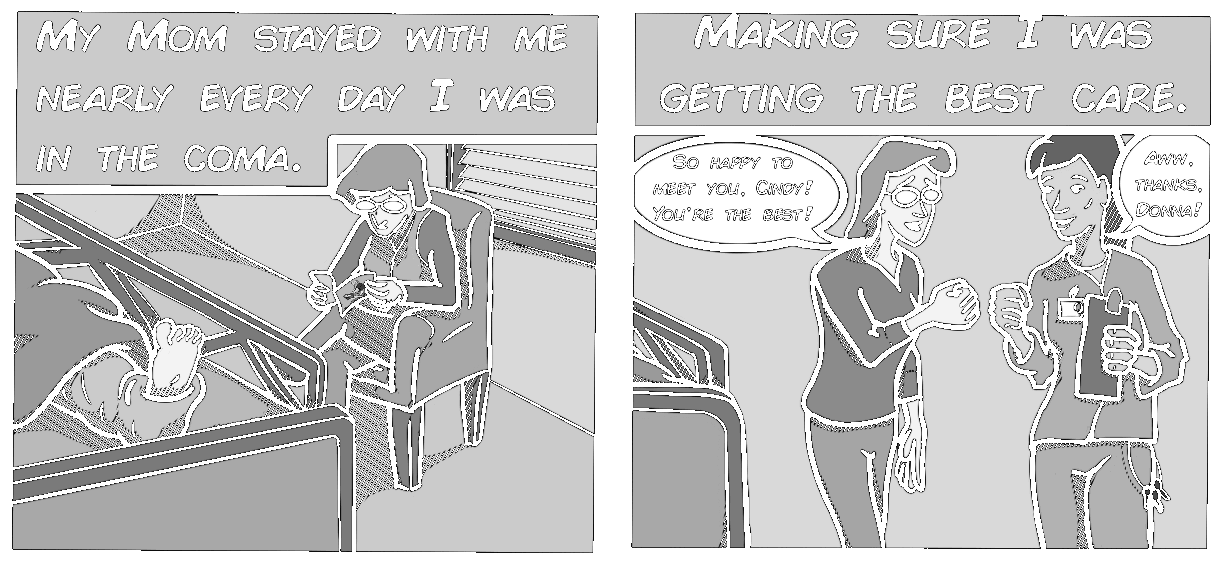 My Mom stayed with me
nearly every day I was
in the coma.
Making sure I was
getting the best care.
So happy to
meet you, Cindy!
You're the best!
Aww,
thanks,
Donna!